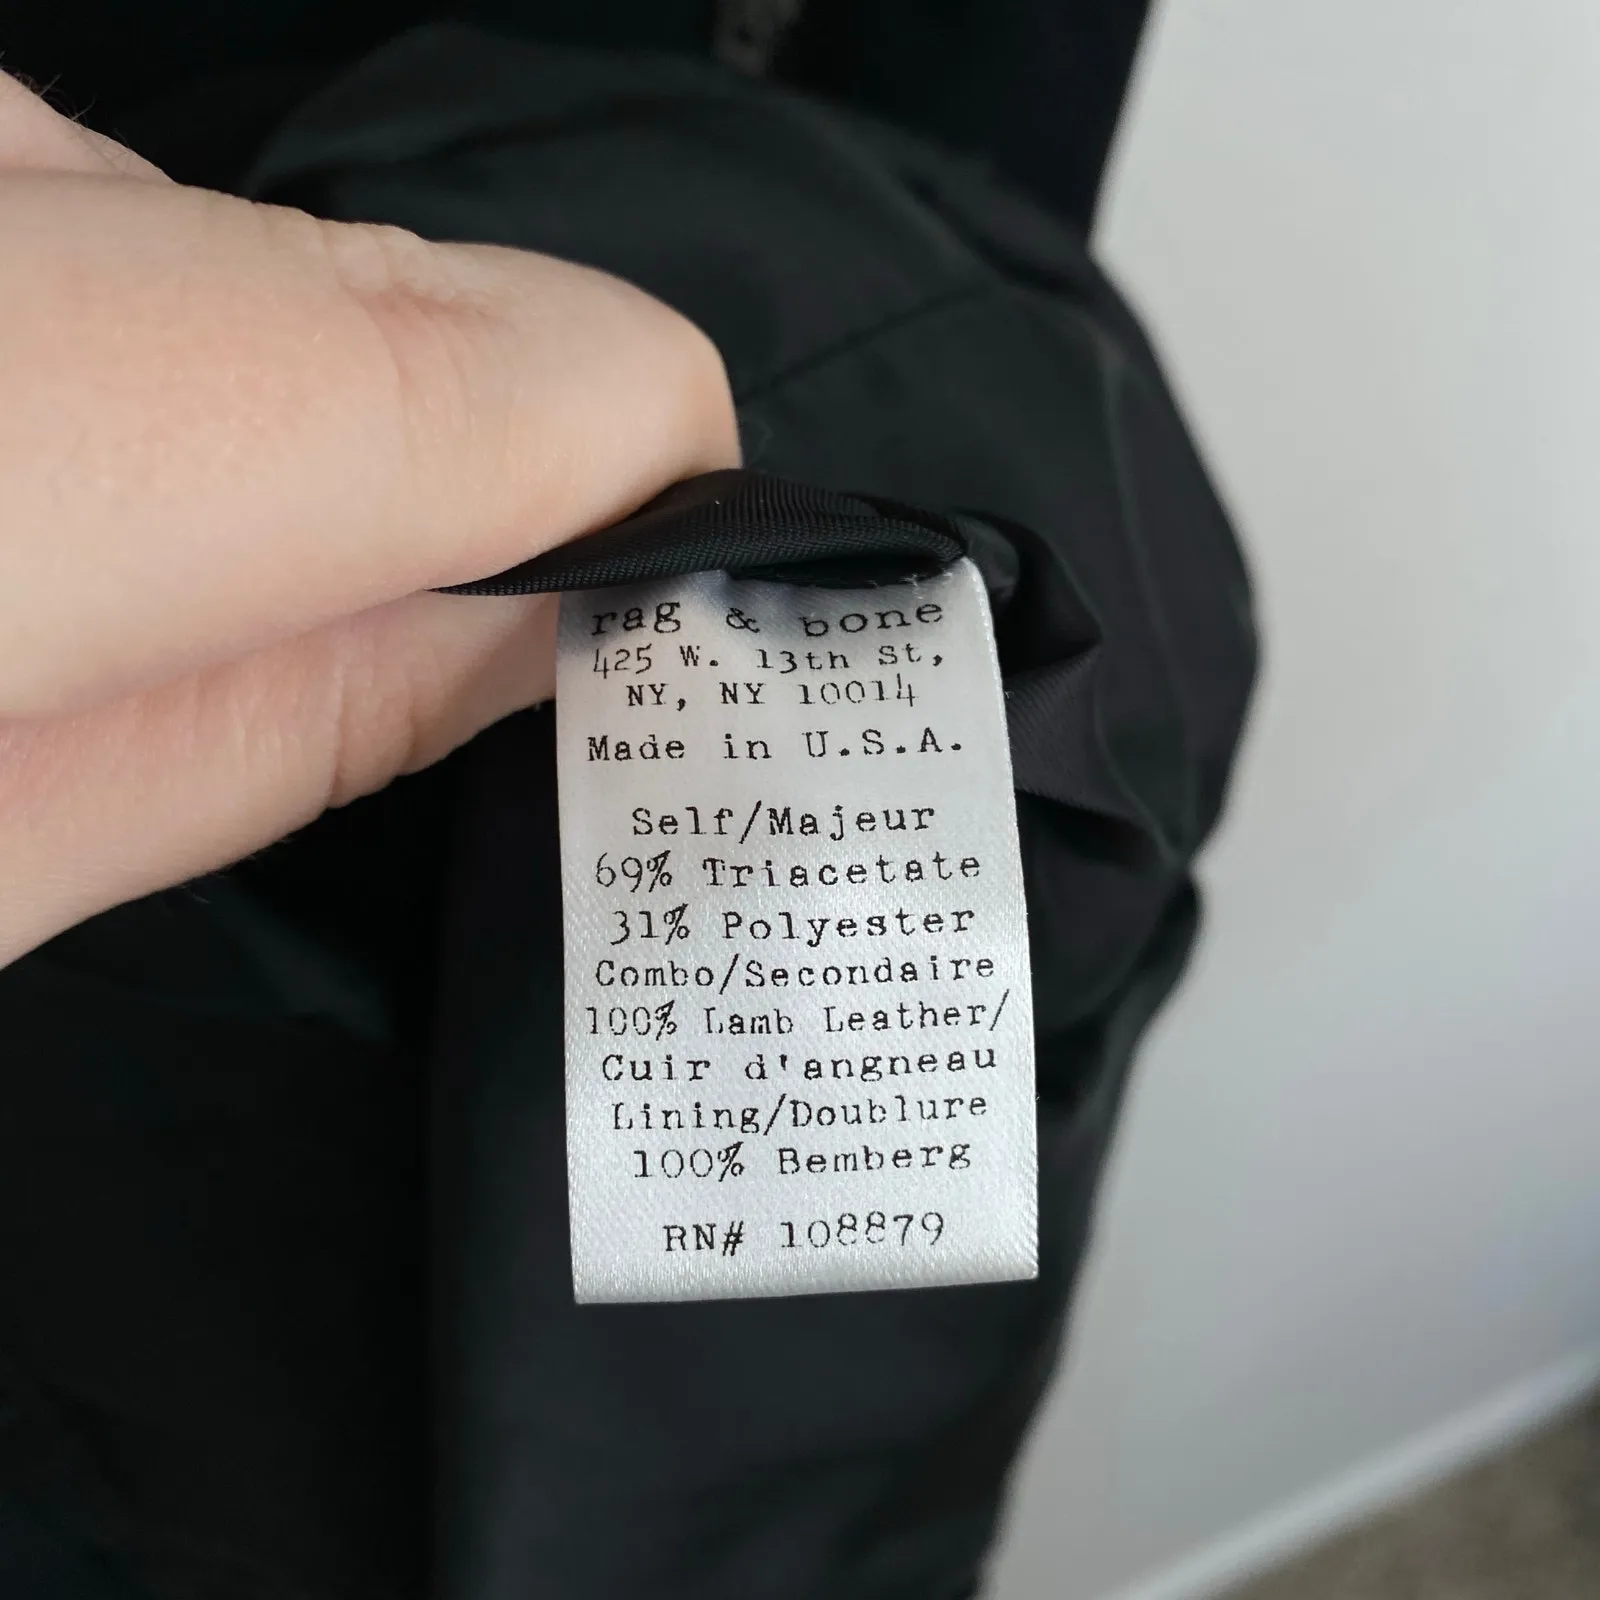 rag & bone
425 W. 13th St,
NY, NY 10014
Made in U.S.A.
Self/Majeur
69% Triacetate
31% Polyester
Combo/Secondaire
100% Lamb Leather/
Cuir d'angneau
Lining/Doublure
100% Bemberg
RN# 108879